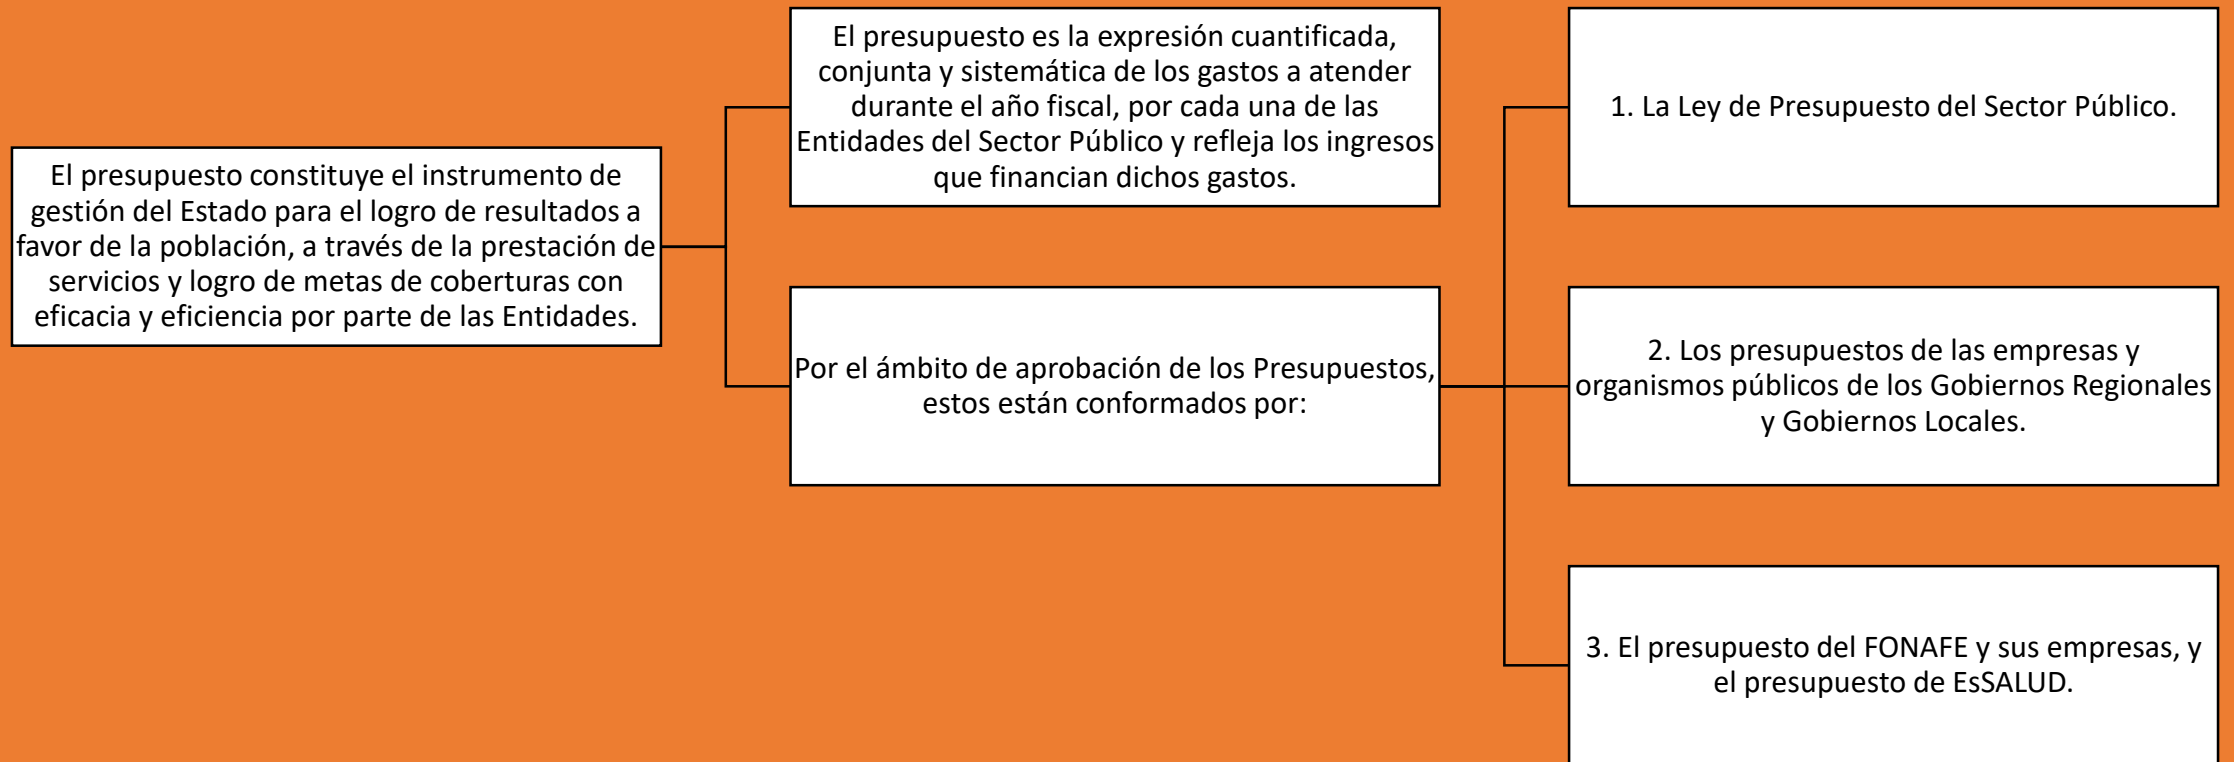 El presupuesto constituye el instrumento de
gestión del Estado para el logro de resultados a
favor de la población, a través de la prestación de
servicios y logro de metas de coberturas con
eficacia y eficiencia por parte de las Entidades.
El presupuesto es la expresión cuantificada,
conjunta y sistemática de los gastos a atender
durante el año fiscal, por cada una de las
Entidades del Sector Público y refleja los ingresos
que financian dichos gastos.
Por el ámbito de aprobación de los Presupuestos,
estos están conformados por:
1. La Ley de Presupuesto del Sector Público.
2. Los presupuestos de las empresas y
organismos públicos de los Gobiernos Regionales
y Gobiernos Locales.
3. El presupuesto del FONAFE y sus empresas, y
el presupuesto de EsSALUD.